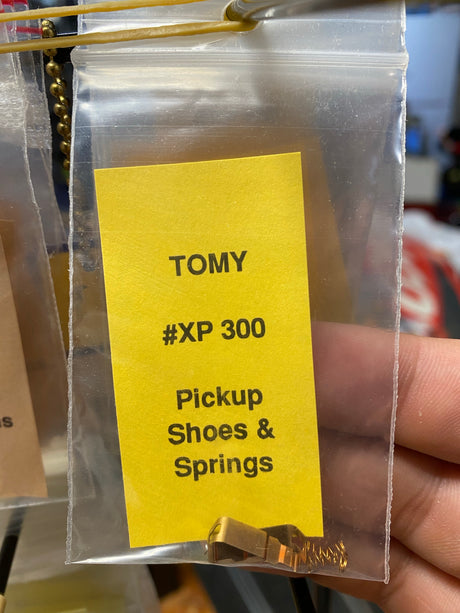 TOMY
#XP 300
Pickup
Shoes &
Springs